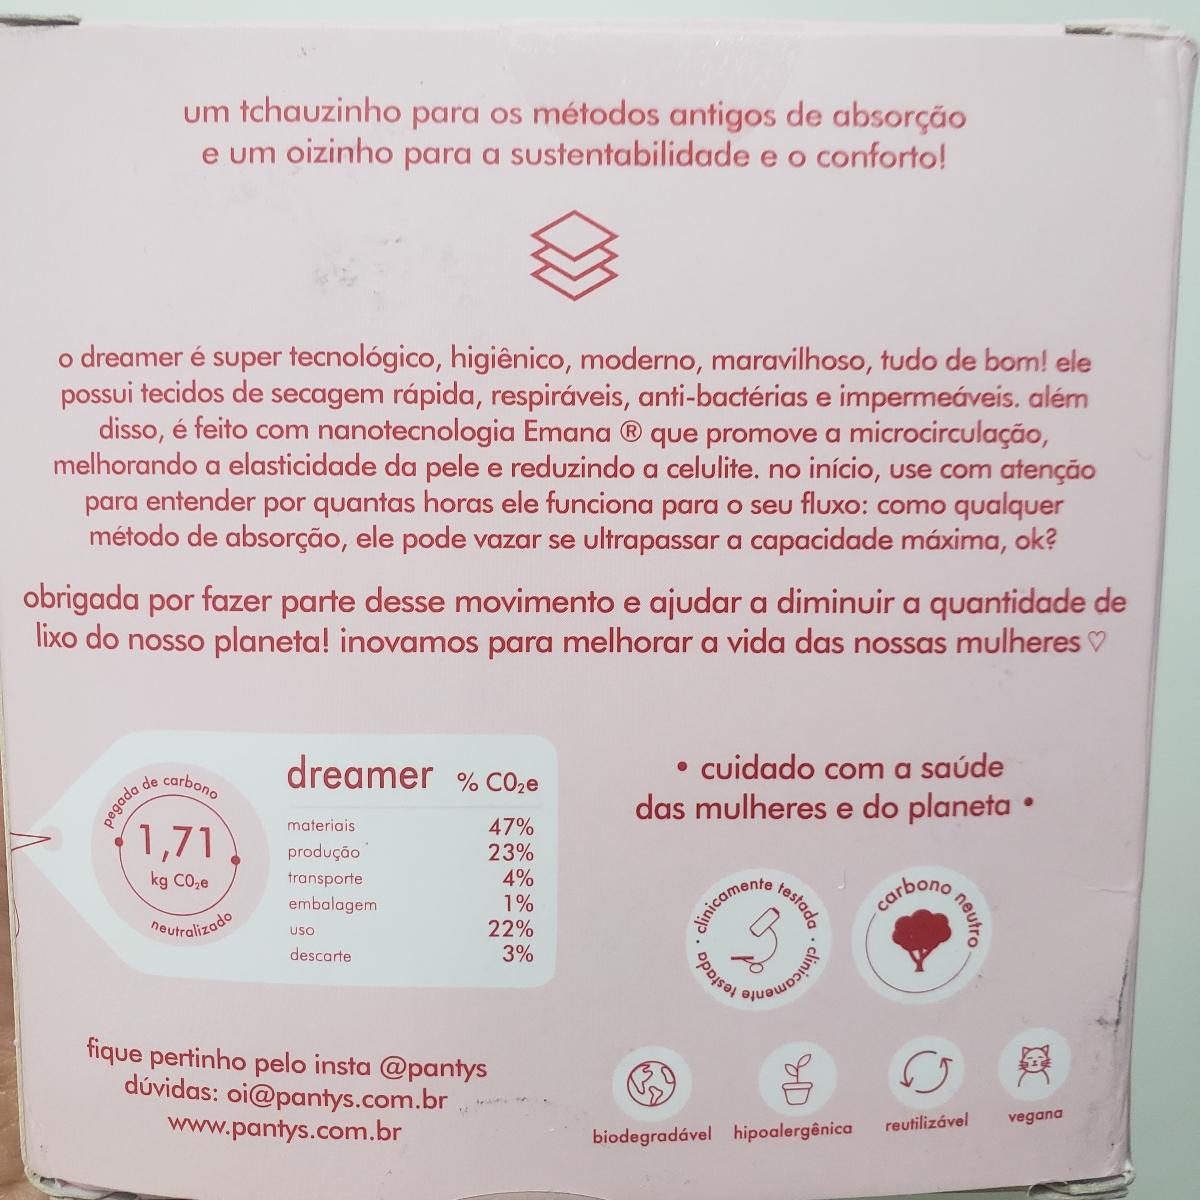 um tchauzinho para os métodos antigos de absorção
e um oizinho para a sustentabilidade e o conforto!
o dreamer é super tecnológico, higiênico, moderno, maravilhoso, tudo de bom! ele
possui tecidos de secagem rápida, respiráveis, anti-bactérias e impermeáveis. além
disso, é feito com nanotecnologia Emana ® que promove a microcirculação,
melhorando a elasticidade da pele e reduzindo a celulite. no início, use com atenção
para entender por quantas horas ele funciona para o seu fluxo: como qualquer
método de absorção, ele pode vazar se ultrapassar a capacidade máxima, ok?
obrigada por fazer parte desse movimento e ajudar a diminuir a quantidade de
lixo do nosso planeta! inovamos para melhorar a vida das nossas mulheres ♡
pegada de carbono
1,71
kg CO₂e
neutralizado
dreamer % CO₂e
materiais 47%
produção 23%
transporte 4%
embalagem 1%
uso 22%
descarte 3%
• cuidado com a saúde
das mulheres e do planeta •
clinicamente testada · clinicamente testada ·
carbono neutro
fique pertinho pelo insta @pantys
dúvidas: oi@pantys.com.br
www.pantys.com.br
biodegradável hipoalergênica reutilizável vegana